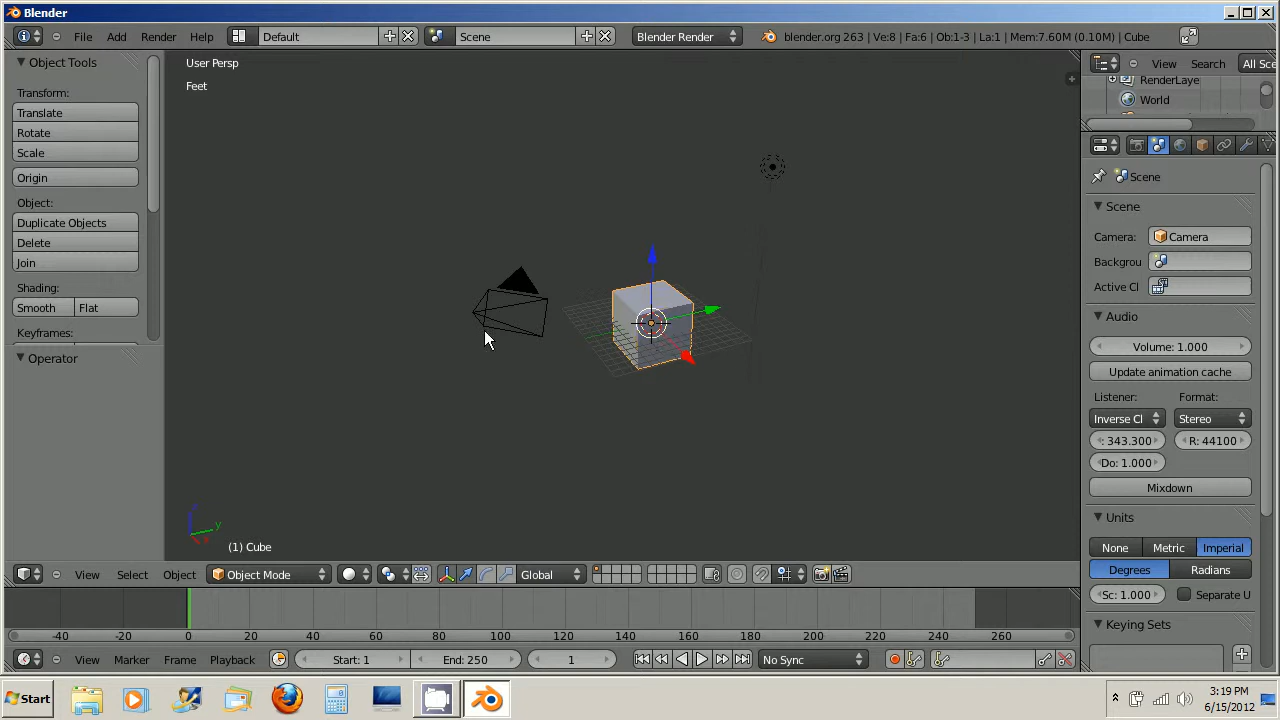 Blender
File Add Render Help Default Scene Blender Render blender.org 263 | Ve:8 | Fa:6 | Ob:1-3 | La:1 | Mem:7.60M (0.10M) | Cube
Object Tools
Transform:
Translate
Rotate
Scale
Origin
Object:
Duplicate Objects
Delete
Join
Shading:
Smooth Flat
Keyframes:
Operator
User Persp
Feet
z
y
x
(1) Cube
View Select Object Object Mode Global
View Search All Sce
RenderLaye
World
Scene
Scene
Camera: Camera
Backgrou
Active Cl
Audio
Volume: 1.000
Update animation cache
Listener: Format:
Inverse Cl Stereo
: 343.300 R: 44100
Do: 1.000
Mixdown
Units
None Metric Imperial
Degrees Radians
Sc: 1.000 Separate U
Keying Sets
-40 -20 0 20 40 60 80 100 120 140 160 180 200 220 240 260
View Marker Frame Playback Start: 1 End: 250 1 No Sync
Start
3:19 PM
6/15/2012